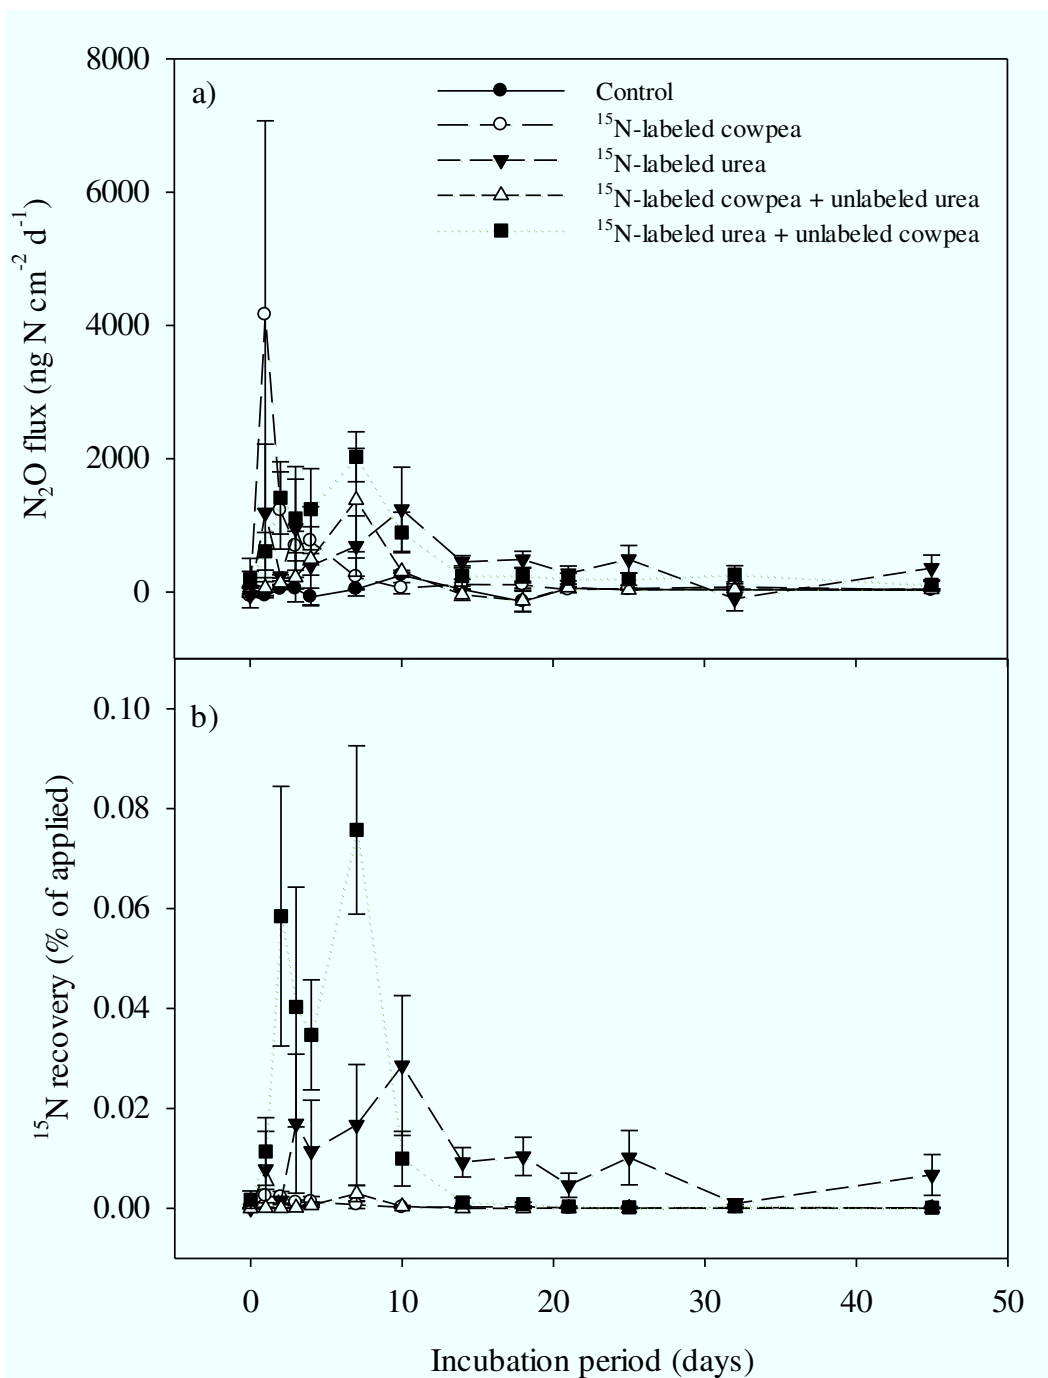 8000
a)
Control
¹⁵N-labeled cowpea
¹⁵N-labeled urea
¹⁵N-labeled cowpea + unlabeled urea
¹⁵N-labeled urea + unlabeled cowpea
6000
4000
2000
0
N₂O flux (ng N cm⁻² d⁻¹)
b)
0.10
0.08
0.06
0.04
0.02
0.00
¹⁵N recovery (% of applied)
0 10 20 30 40 50
Incubation period (days)